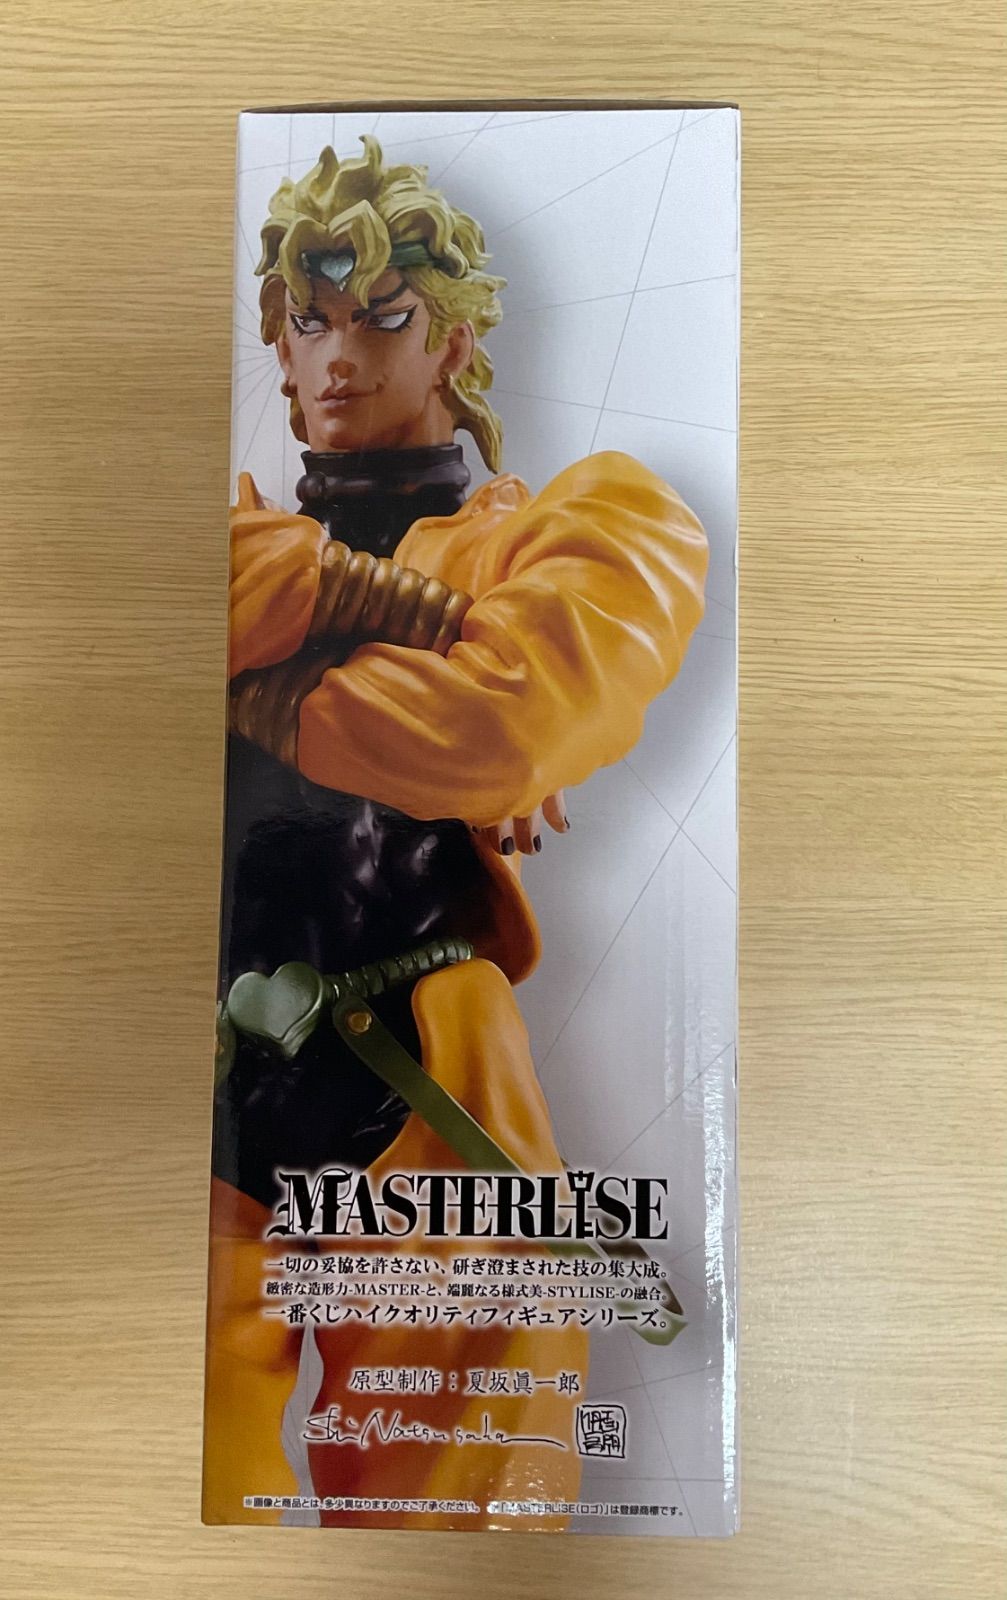 MASTERLISE
一切の妥協を許さない、研ぎ澄まされた技の集大成。
緻密な造形力-MASTER-と、端麗なる様式美-STYLISE-の融合。
一番くじハイクオリティフィギュアシリーズ。
原型制作：夏坂眞一郎
Shin Natsusaka
※画像と商品とは、多少異なりますのでご了承ください。 ※「MASTERLISE(ロゴ)」は登録商標です。